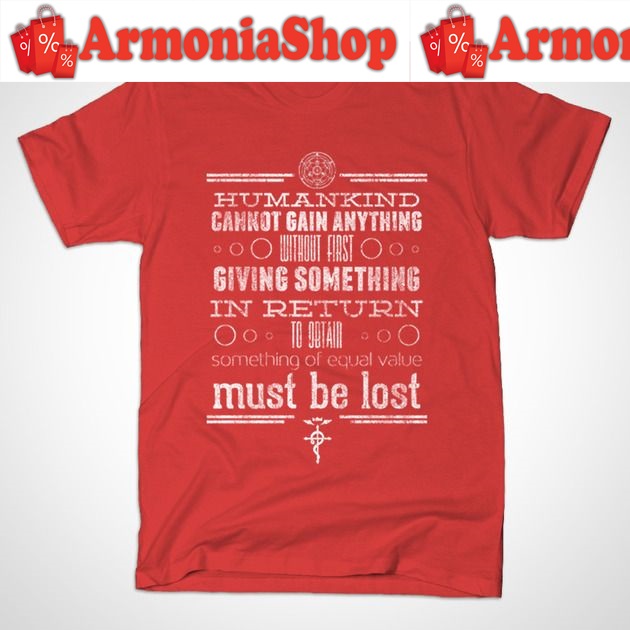 ArmoniaShop Armon
HUMANKIND
CANNOT GAIN ANYTHING
WITHOUT FIRST
GIVING SOMETHING
IN RETURN
TO OBTAIN
something of equal value
must be lost